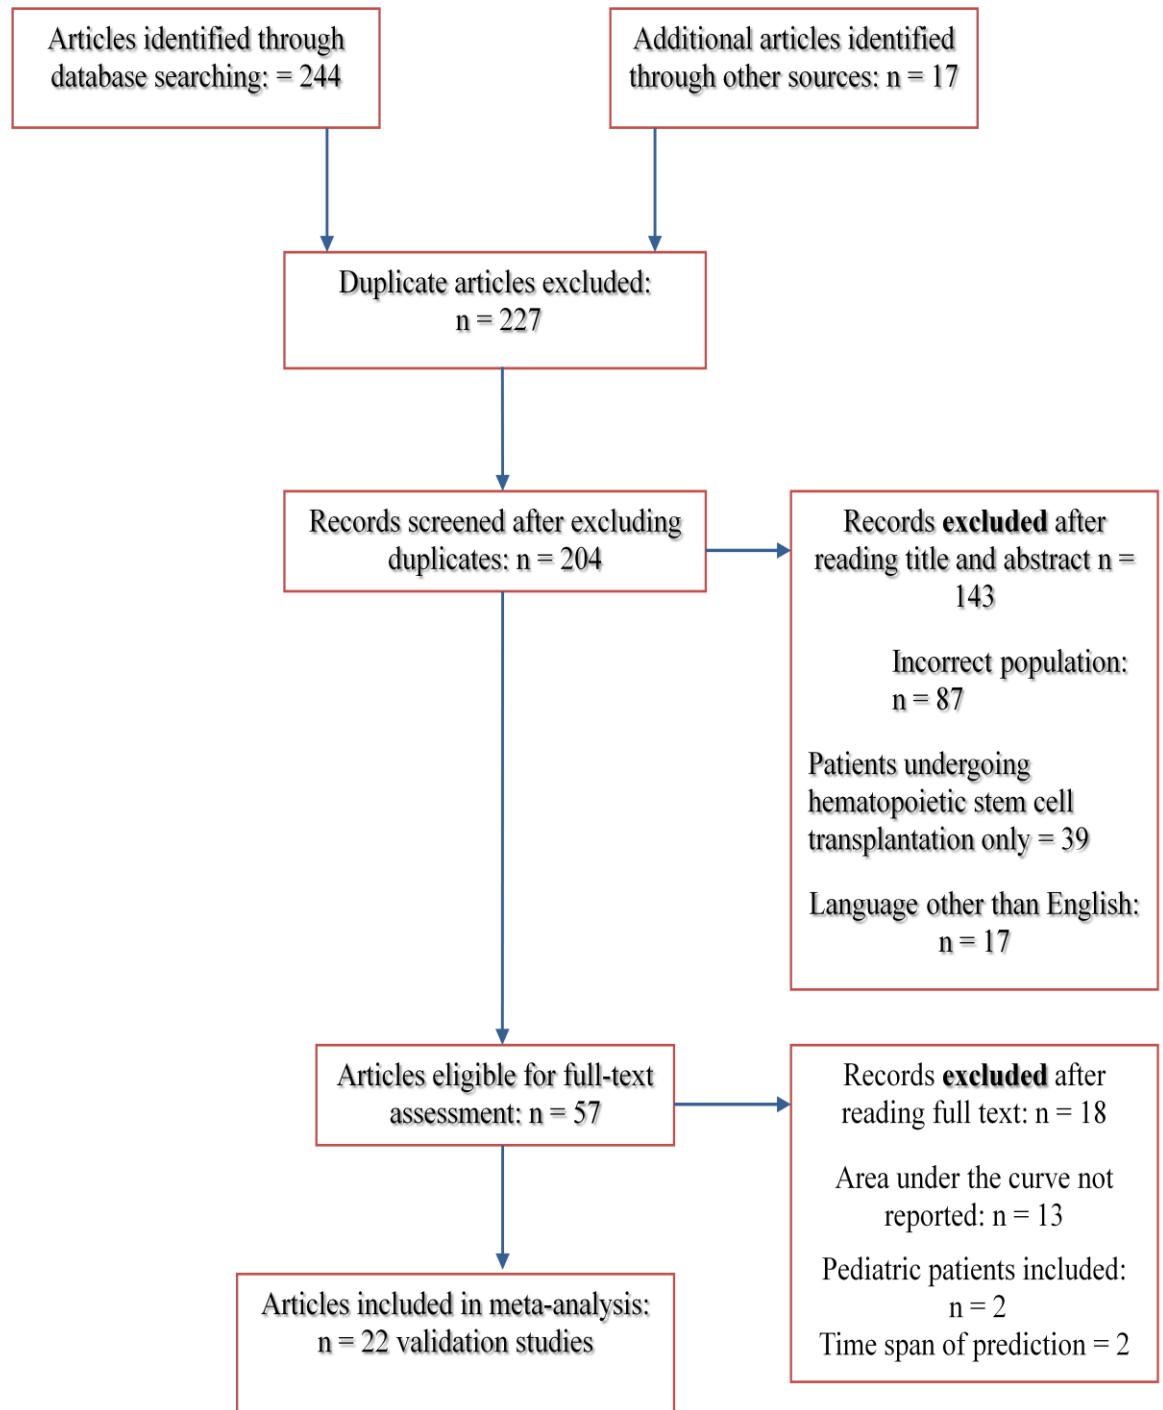 Articles identified through
database searching: = 244
Additional articles identified
through other sources: n = 17
Duplicate articles excluded:
n = 227
Records screened after excluding
duplicates: n = 204
Records excluded after
reading title and abstract n =
143
Incorrect population:
n = 87
Patients undergoing
hematopoietic stem cell
transplantation only = 39
Language other than English:
n = 17
Articles eligible for full-text
assessment: n = 57
Records excluded after
reading full text: n = 18
Area under the curve not
reported: n = 13
Pediatric patients included:
n = 2
Time span of prediction = 2
Articles included in meta-analysis:
n = 22 validation studies